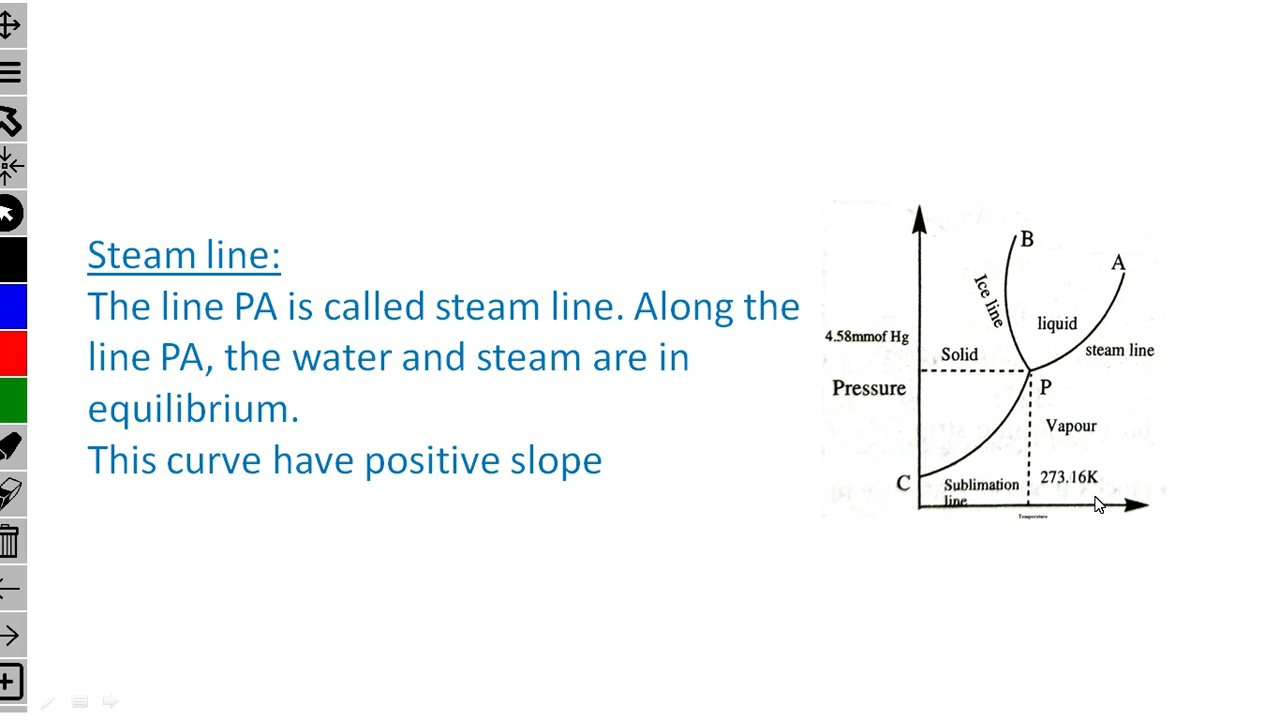 Steam line:
The line PA is called steam line. Along the
line PA, the water and steam are in
equilibrium.
This curve have positive slope
B
A
Ice line
liquid
4.58mmof Hg
steam line
Solid
P
Pressure
Vapour
C
Sublimation
line
273.16K
Temperature